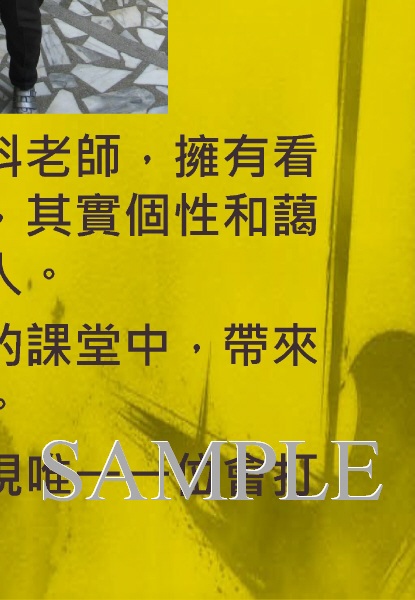 科老師，擁有看
，其實個性和藹
人。
的課堂中，帶來
。
現唯一一位會打
SAMPLE